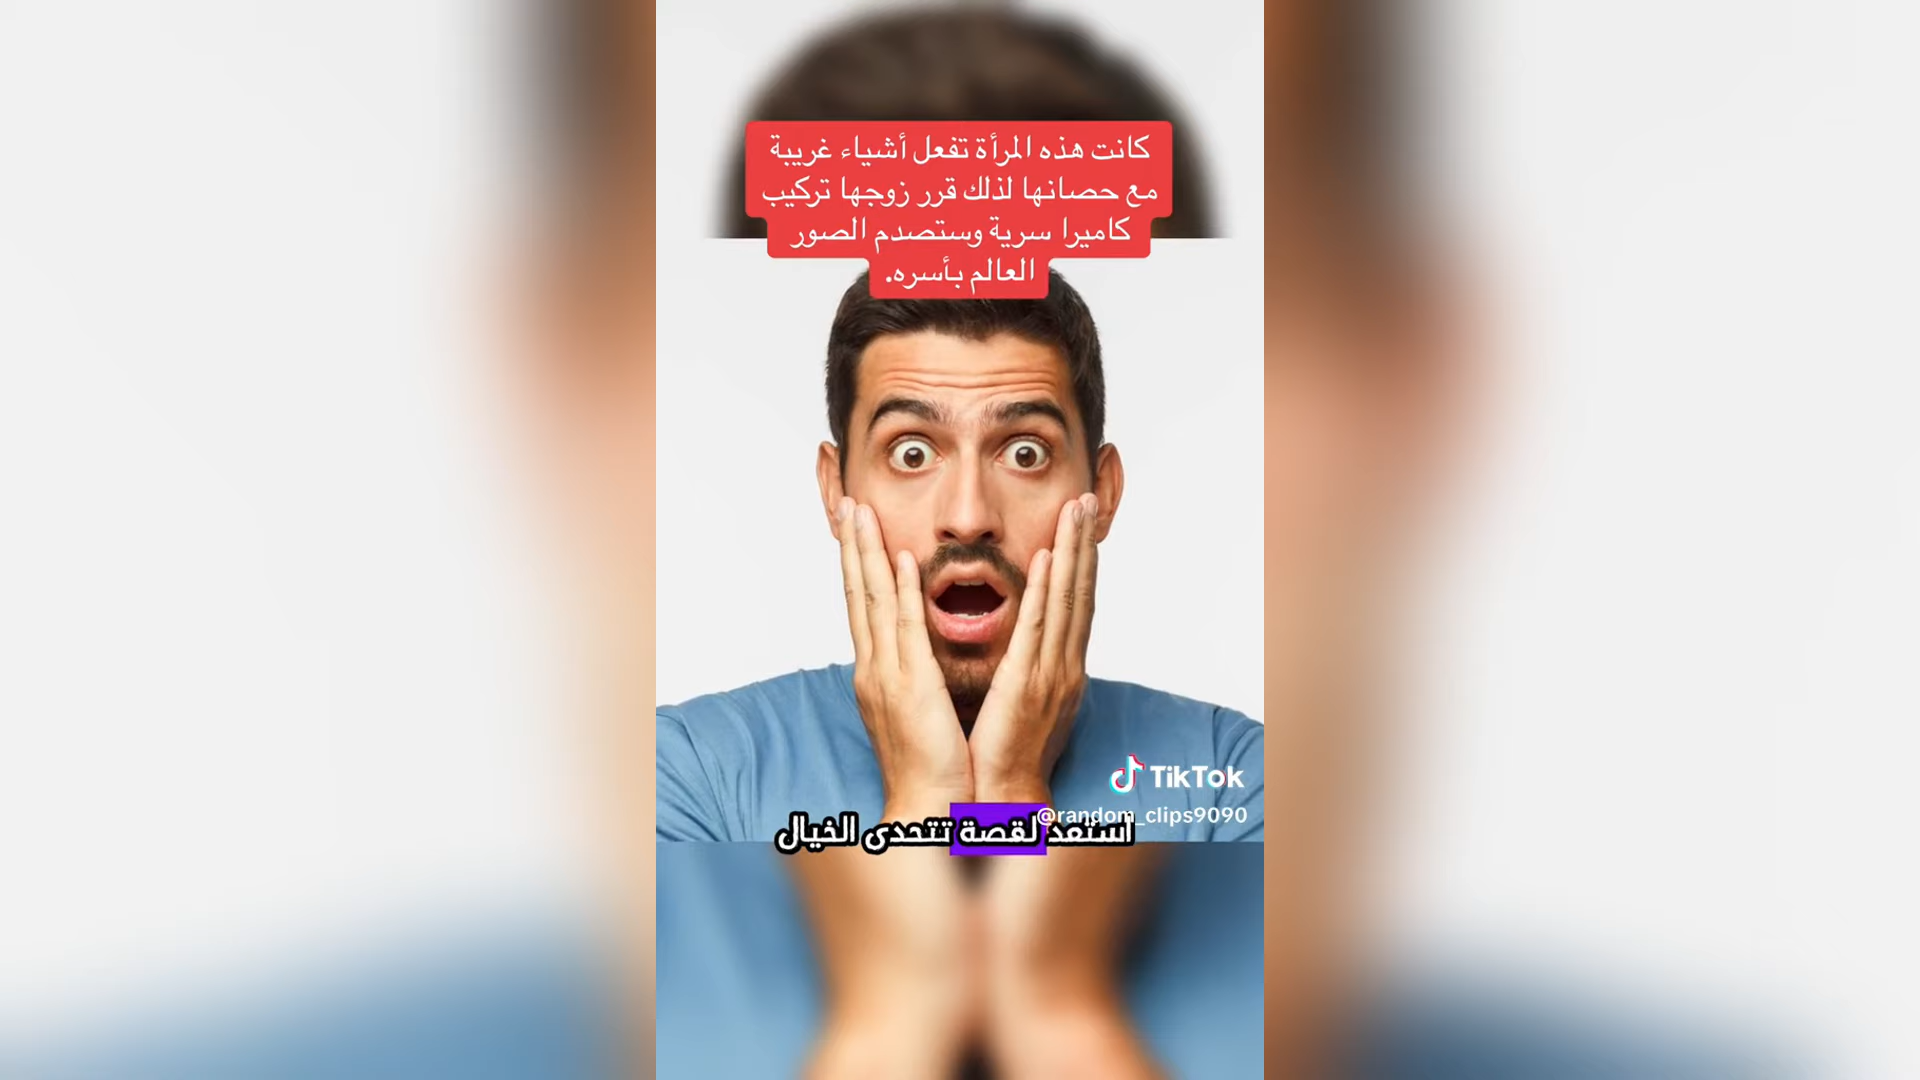 كانت هذه المرأة تفعل أشياء غريبة
مع حصانها لذلك قرر زوجها تركيب
كاميرا سرية وستصدم الصور
العالم بأسره.
TikTok
@random_clips9090
استعد لقصة تتحدى الخيال